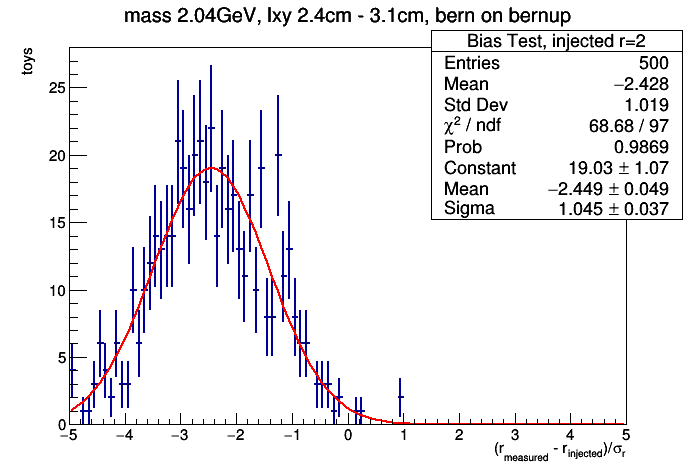 mass 2.04GeV, lxy 2.4cm - 3.1cm, bern on bernup
toys
Bias Test, injected r=2
Entries 500
Mean −2.428
Std Dev 1.019
χ² / ndf 68.68 / 97
Prob 0.9869
Constant 19.03 ± 1.07
Mean −2.449 ± 0.049
Sigma 1.045 ± 0.037
25
20
15
10
5
0
−5 −4 −3 −2 −1 0 1 2 3 4 5
(r_measured - r_injected)/σ_r